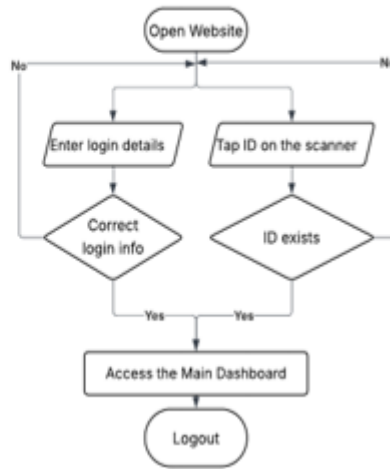 Open Website
No
No
Enter login details
Tap ID on the scanner
Correct
login info
ID exists
Yes
Yes
Access the Main Dashboard
Logout